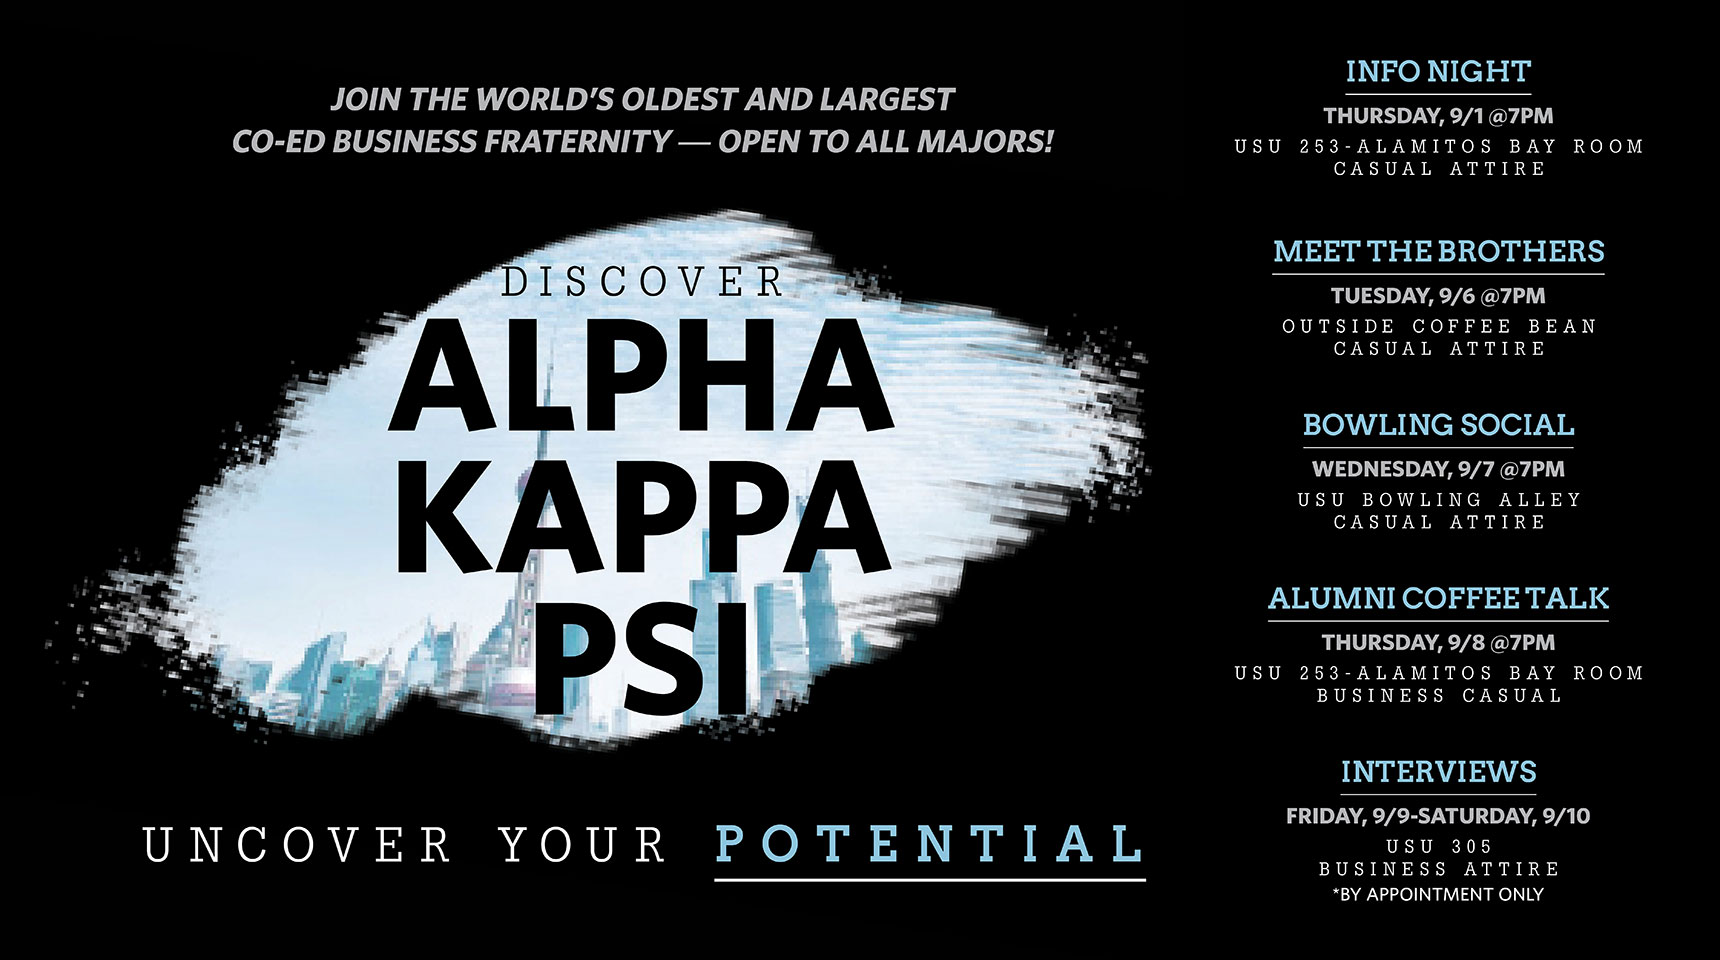 JOIN THE WORLD'S OLDEST AND LARGEST
CO-ED BUSINESS FRATERNITY — OPEN TO ALL MAJORS!
DISCOVER
ALPHA
KAPPA
PSI
UNCOVER YOUR POTENTIAL
INFO NIGHT
THURSDAY, 9/1 @7PM
USU 253-ALAMITOS BAY ROOM
CASUAL ATTIRE
MEET THE BROTHERS
TUESDAY, 9/6 @7PM
OUTSIDE COFFEE BEAN
CASUAL ATTIRE
BOWLING SOCIAL
WEDNESDAY, 9/7 @7PM
USU BOWLING ALLEY
CASUAL ATTIRE
ALUMNI COFFEE TALK
THURSDAY, 9/8 @7PM
USU 253-ALAMITOS BAY ROOM
BUSINESS CASUAL
INTERVIEWS
FRIDAY, 9/9-SATURDAY, 9/10
USU 305
BUSINESS ATTIRE
*BY APPOINTMENT ONLY